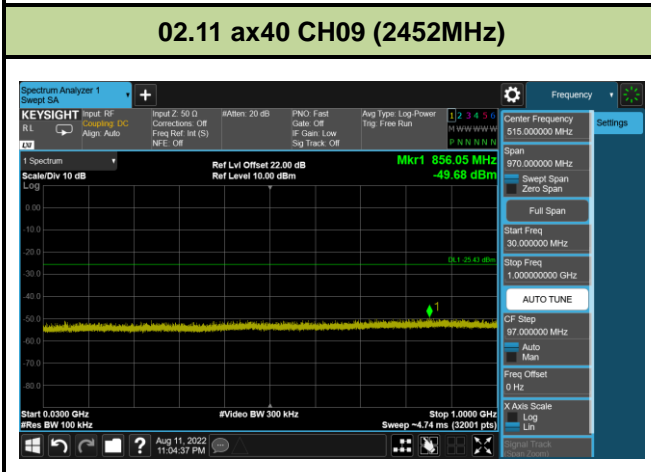 02.11 ax40 CH09 (2452MHz)
Spectrum Analyzer 1
Swept SA
+
Frequency
KEYSIGHT
Input: RF
Input Z: 50 Ω
#Atten: 20 dB
PNO: Fast
Avg Type: Log-Power
1 2 3 4 5 6
RL
Coupling: DC
Corrections: Off
Gate: Off
Trig: Free Run
M W W W W W
Align: Auto
Freq Ref: Int (S)
IF Gain: Low
P N N N N N
LXI
NFE: Off
Sig Track: Off
1 Spectrum
Ref Lvl Offset 22.00 dB
Mkr1 856.05 MHz
Scale/Div 10 dB
Ref Level 10.00 dBm
-49.68 dBm
Log
0.00
-10.0
-20.0
DL1 -25.43 dBm
-30.0
-40.0
1
-50.0
-60.0
-70.0
-80.0
Start 0.0300 GHz
#Video BW 300 kHz
Stop 1.0000 GHz
#Res BW 100 kHz
Sweep ~4.74 ms (32001 pts)
?
Aug 11, 2022
11:04:37 PM
Center Frequency
515.000000 MHz
Settings
Span
970.000000 MHz
Swept Span
Zero Span
Full Span
Start Freq
30.000000 MHz
Stop Freq
1.000000000 GHz
AUTO TUNE
CF Step
97.000000 MHz
Auto
Man
Freq Offset
0 Hz
X Axis Scale
Log
Lin
Signal Track
(Span Zoom)